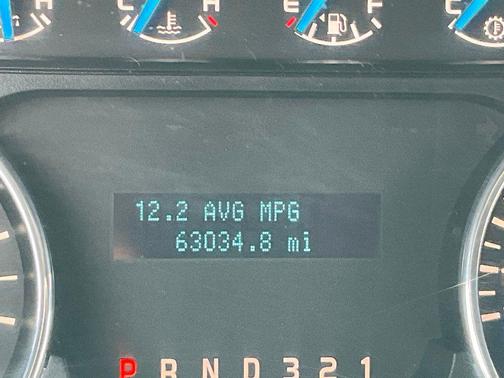 H C H E F C
12.2 AVG MPG
63034.8 mi
P R N D 3 2 1